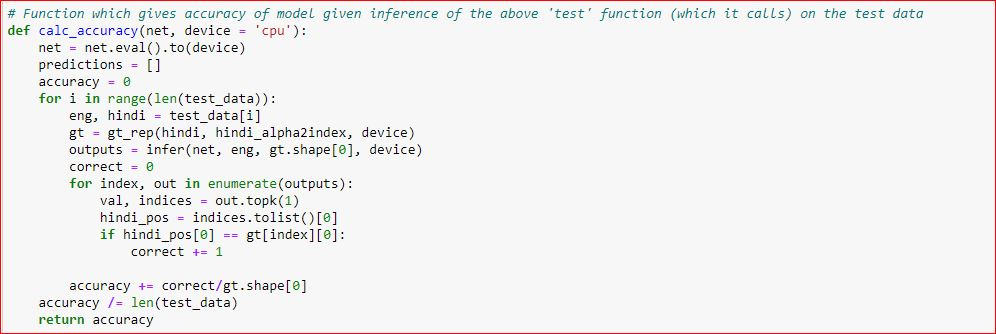 # Function which gives accuracy of model given inference of the above 'test' function (which it calls) on the test data
def calc_accuracy(net, device = 'cpu'):
    net = net.eval().to(device)
    predictions = []
    accuracy = 0
    for i in range(len(test_data)):
        eng, hindi = test_data[i]
        gt = gt_rep(hindi, hindi_alpha2index, device)
        outputs = infer(net, eng, gt.shape[0], device)
        correct = 0
        for index, out in enumerate(outputs):
            val, indices = out.topk(1)
            hindi_pos = indices.tolist()[0]
            if hindi_pos[0] == gt[index][0]:
                correct += 1

        accuracy += correct/gt.shape[0]
    accuracy /= len(test_data)
    return accuracy